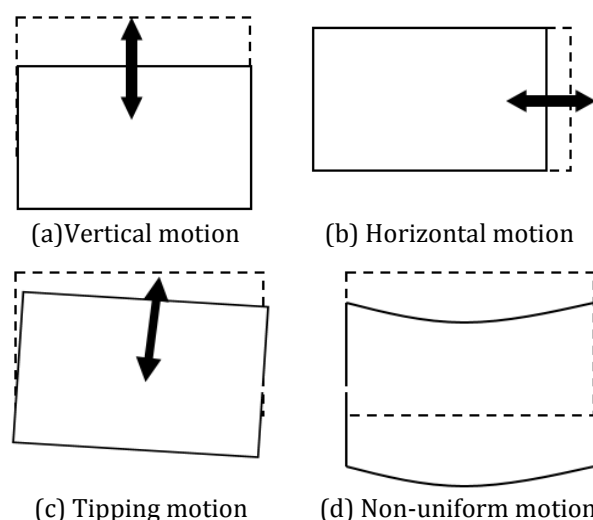 (a)Vertical motion
(b) Horizontal motion
(c) Tipping motion
(d) Non-uniform motion